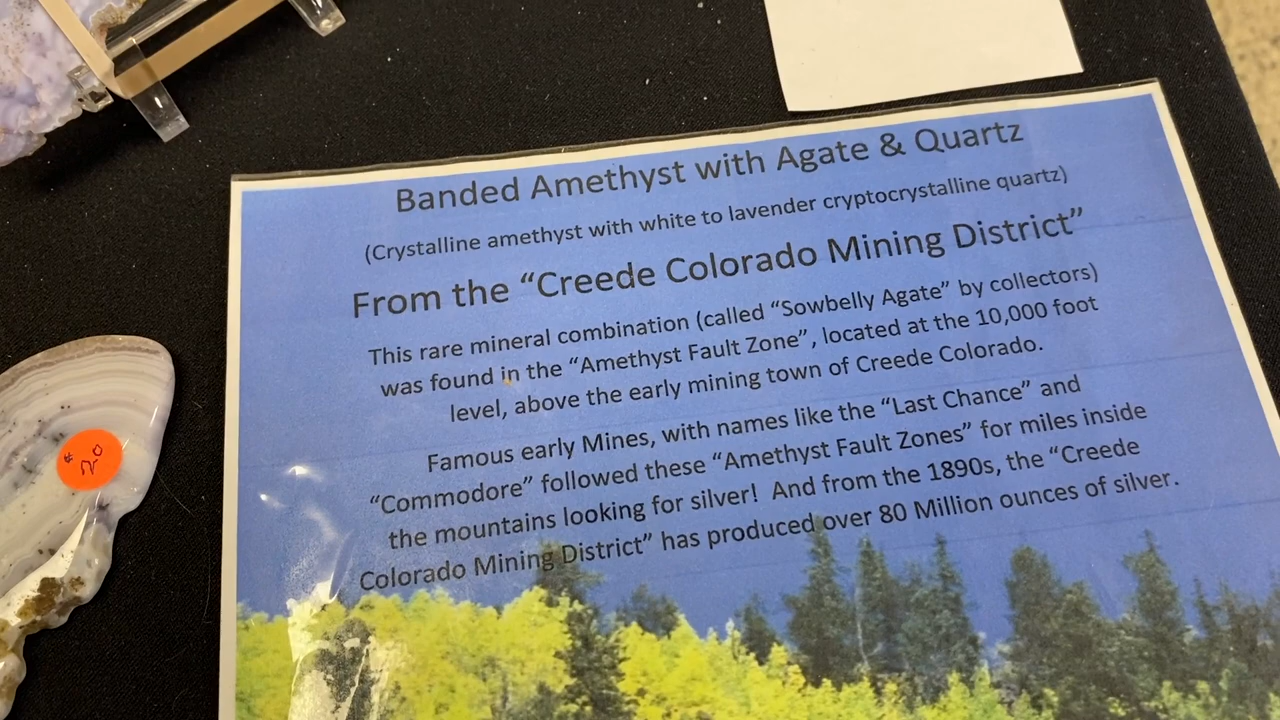 Banded Amethyst with Agate & Quartz
(Crystalline amethyst with white to lavender cryptocrystalline quartz)
From the “Creede Colorado Mining District”
This rare mineral combination (called “Sowbelly Agate” by collectors)
was found in the “Amethyst Fault Zone”, located at the 10,000 foot
level, above the early mining town of Creede Colorado.
Famous early Mines, with names like the “Last Chance” and
“Commodore” followed these “Amethyst Fault Zones” for miles inside
the mountains looking for silver!  And from the 1890s, the “Creede
Colorado Mining District” has produced over 80 Million ounces of silver.
$20